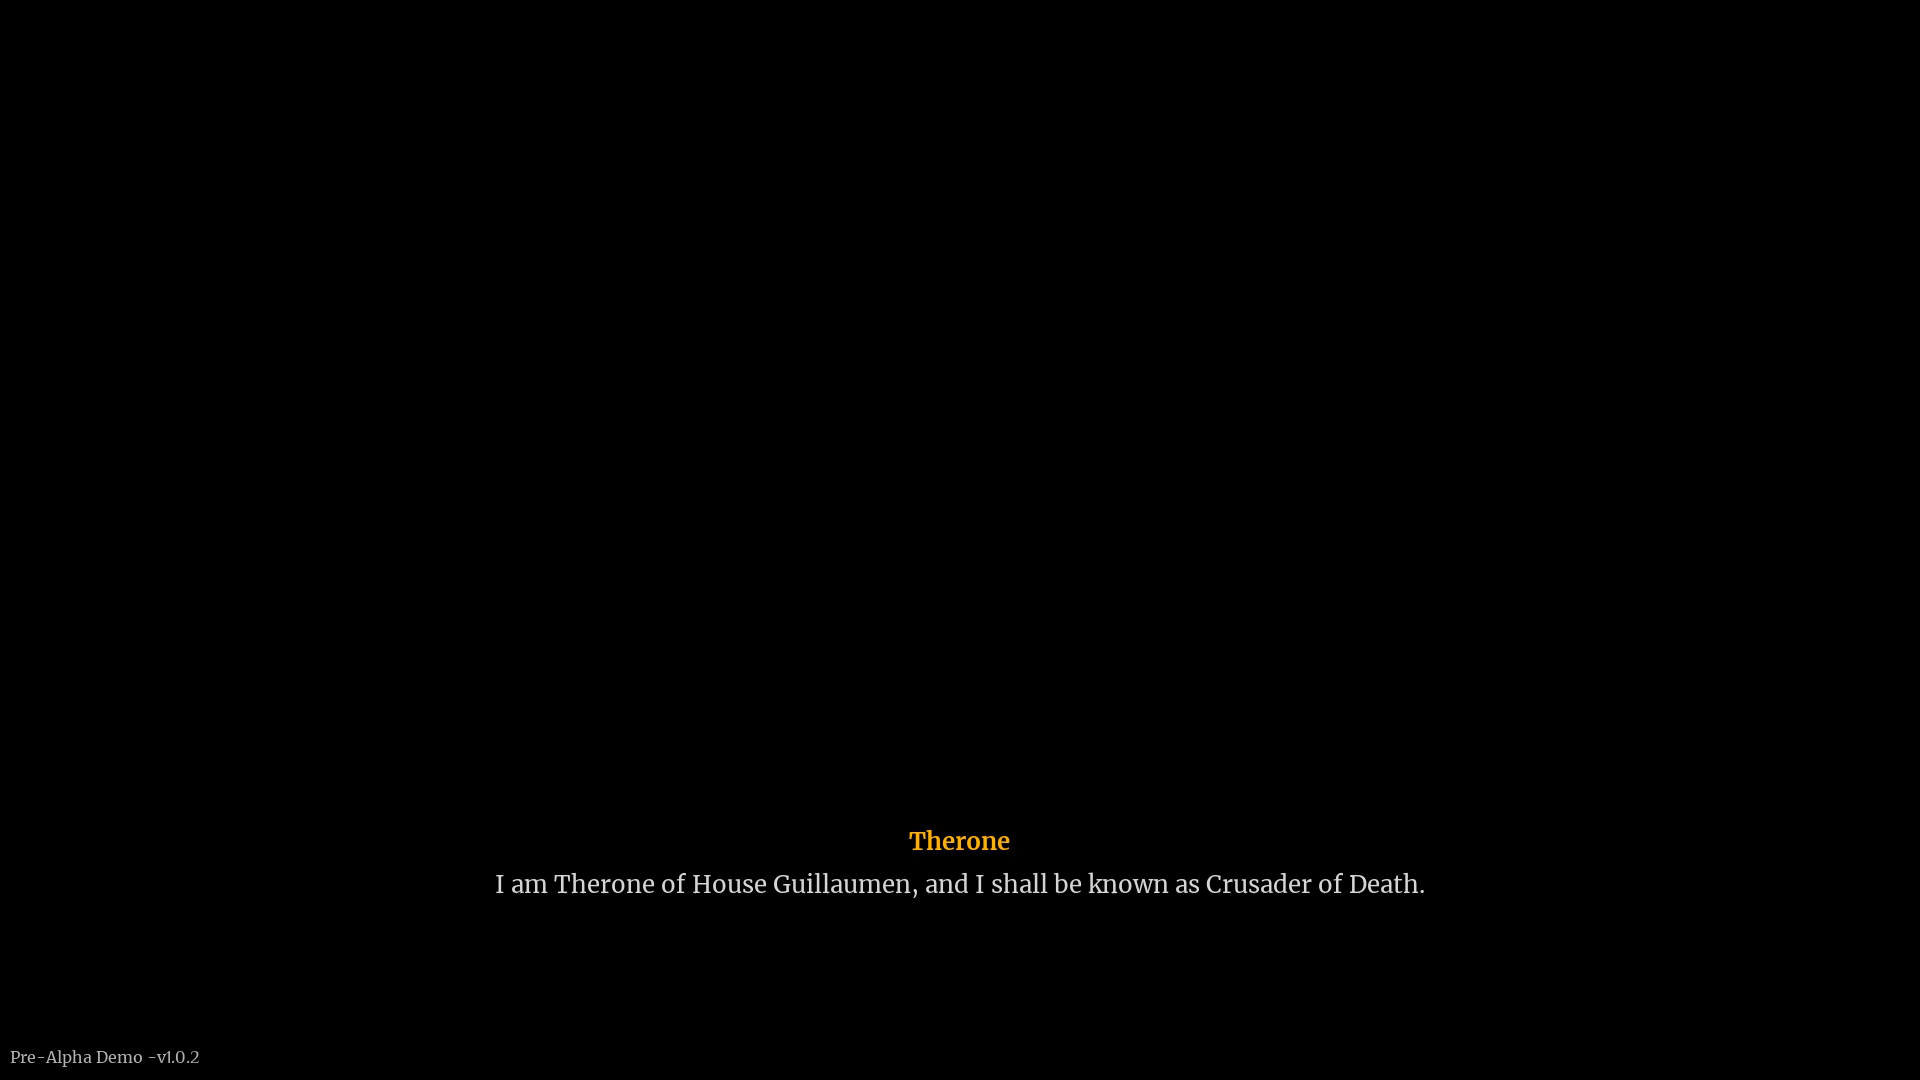 Therone
I am Therone of House Guillaumen, and I shall be known as Crusader of Death.
Pre-Alpha Demo -v1.0.2